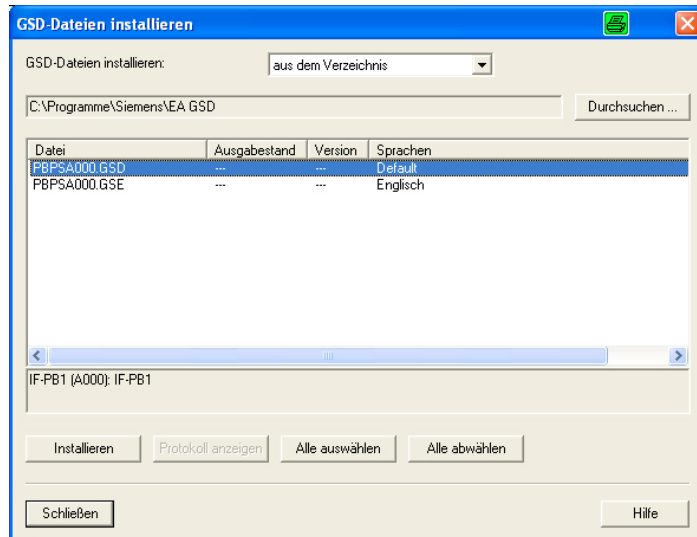 GSD-Dateien installieren
GSD-Dateien installieren: aus dem Verzeichnis
C:\Programme\Siemens\EA GSD Durchsuchen ...
Datei Ausgabestand Version Sprachen
PBPSA000.GSD --- --- Default
PBPSA000.GSE --- --- Englisch
IF-PB1 (A000): IF-PB1
Installieren Protokoll anzeigen Alle auswählen Alle abwählen
Schließen Hilfe